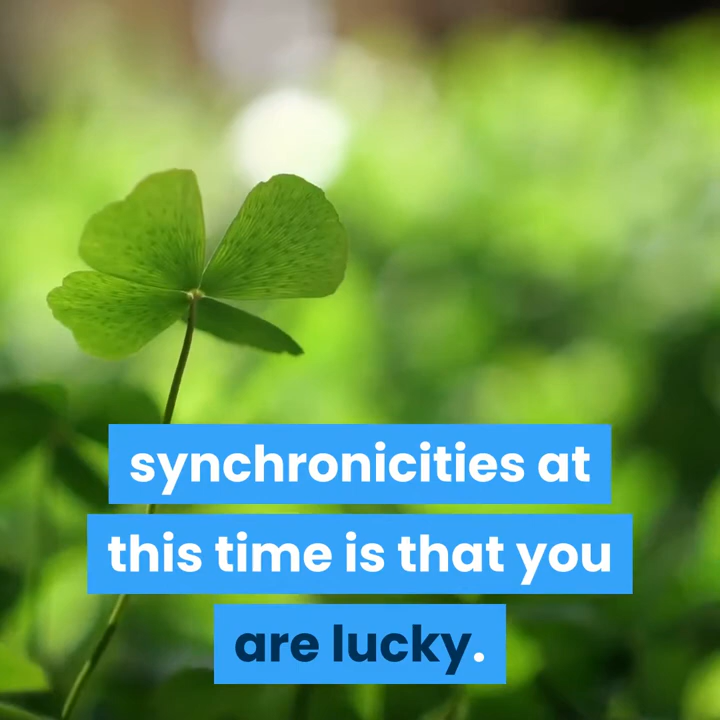 synchronicities at
this time is that you
are lucky.